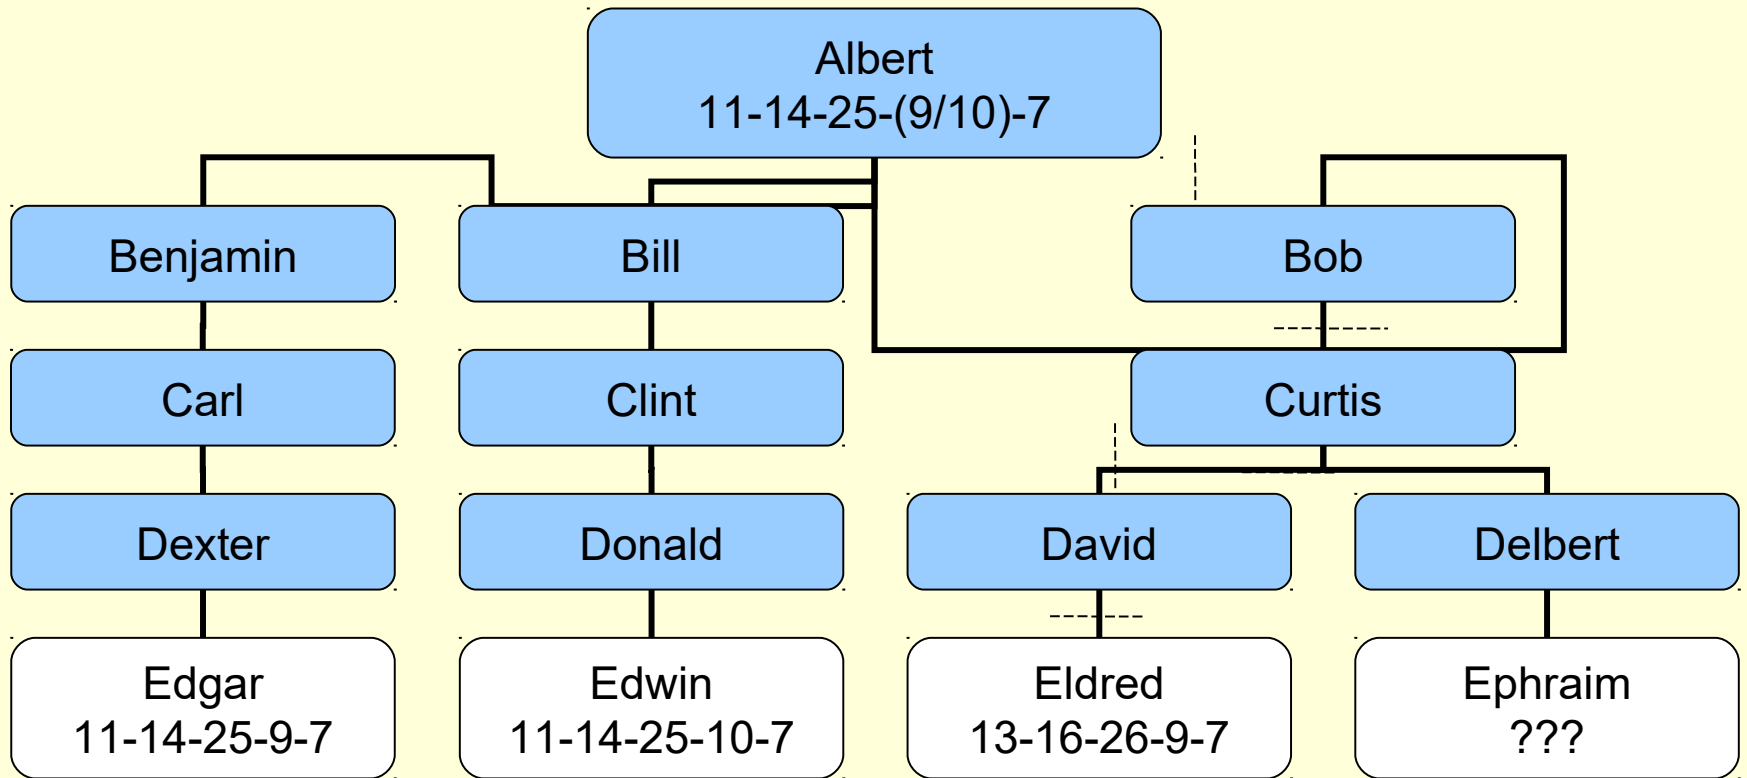 Albert
11-14-25-(9/10)-7
Benjamin
Bill
Bob
Carl
Clint
Curtis
Dexter
Donald
David
Delbert
Edgar
11-14-25-9-7
Edwin
11-14-25-10-7
Eldred
13-16-26-9-7
Ephraim
???